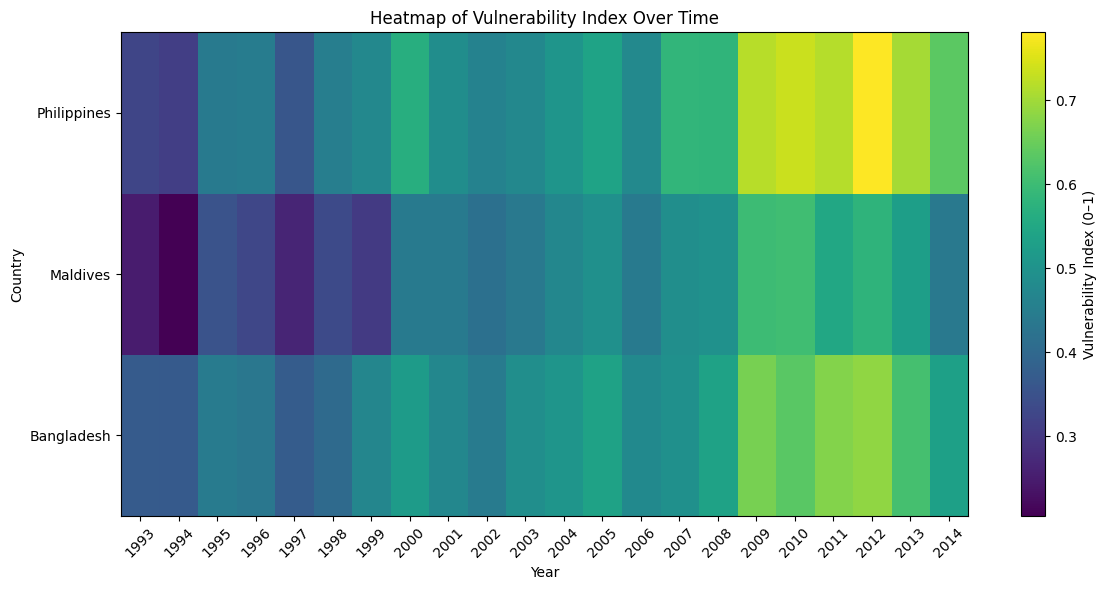 Heatmap of Vulnerability Index Over Time
Country
Philippines
Maldives
Bangladesh
1993 1994 1995 1996 1997 1998 1999 2000 2001 2002 2003 2004 2005 2006 2007 2008 2009 2010 2011 2012 2013 2014
Year
0.7
0.6
0.5
0.4
0.3
Vulnerability Index (0–1)